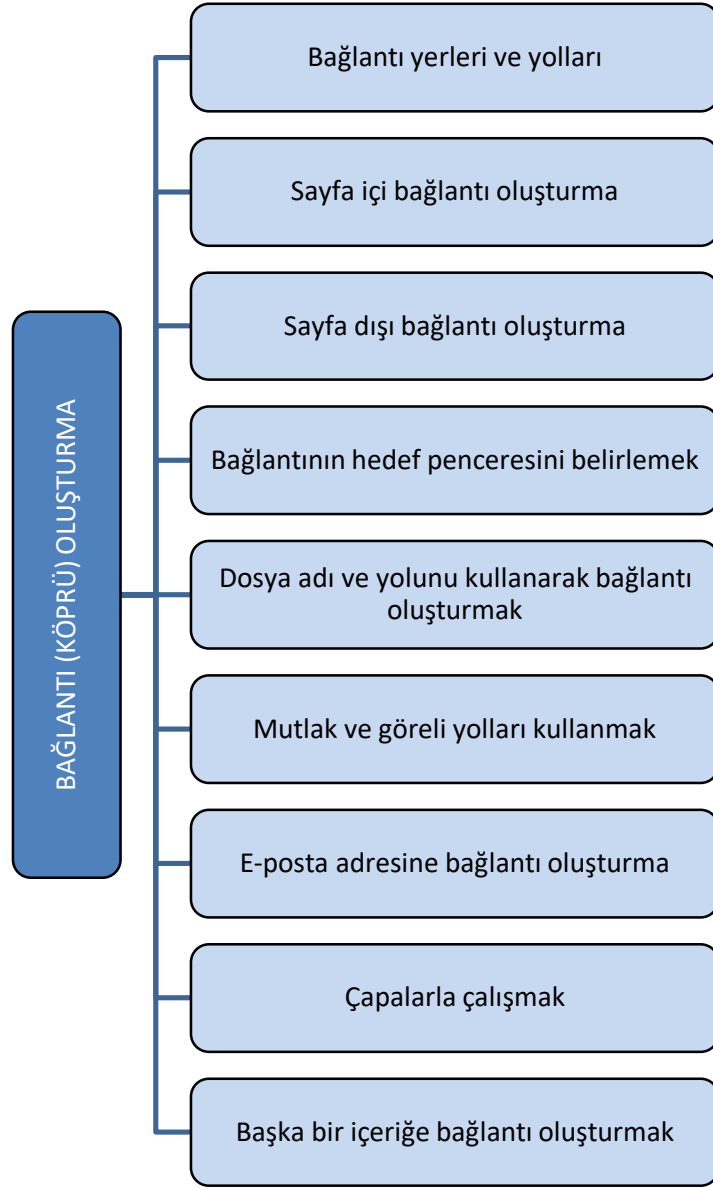 BAĞLANTI (KÖPRÜ) OLUŞTURMA
Bağlantı yerleri ve yolları
Sayfa içi bağlantı oluşturma
Sayfa dışı bağlantı oluşturma
Bağlantının hedef penceresini belirlemek
Dosya adı ve yolunu kullanarak bağlantı
oluşturmak
Mutlak ve göreli yolları kullanmak
E-posta adresine bağlantı oluşturma
Çapalarla çalışmak
Başka bir içeriğe bağlantı oluşturmak